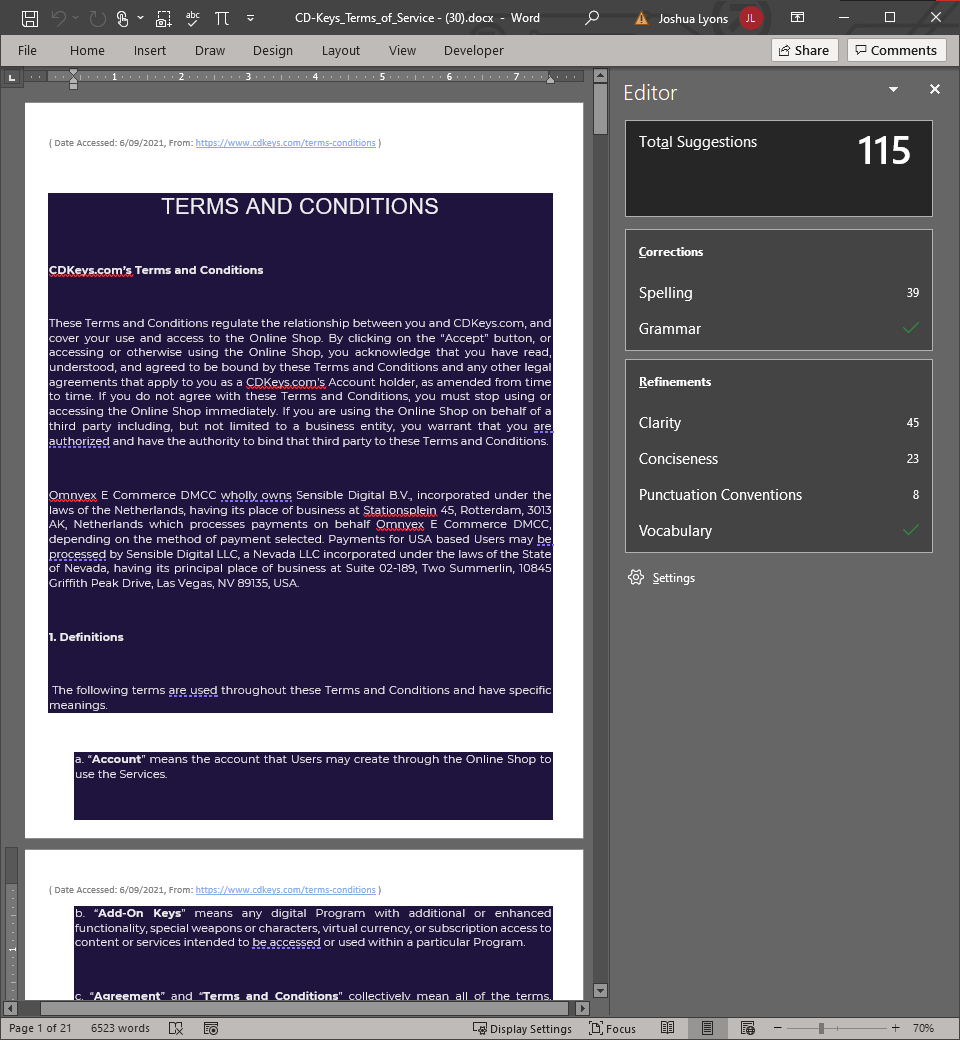 abc
CD-Keys_Terms_of_Service - (30).docx - Word
Joshua Lyons
JL
File Home Insert Draw Design Layout View Developer
Share Comments
1 2 3 4 5 6 7
Editor
Total Suggestions
115
Corrections
Spelling 39
Grammar
Refinements
Clarity 45
Conciseness 23
Punctuation Conventions 8
Vocabulary
Settings
( Date Accessed: 6/09/2021, From: https://www.cdkeys.com/terms-conditions )
TERMS AND CONDITIONS
CDKeys.com's Terms and Conditions
These Terms and Conditions regulate the relationship between you and CDKeys.com, and
cover your use and access to the Online Shop. By clicking on the “Accept” button, or
accessing or otherwise using the Online Shop, you acknowledge that you have read,
understood, and agreed to be bound by these Terms and Conditions and any other legal
agreements that apply to you as a CDKeys.com's Account holder, as amended from time
to time. If you do not agree with these Terms and Conditions, you must stop using or
accessing the Online Shop immediately. If you are using the Online Shop on behalf of a
third party including, but not limited to a business entity, you warrant that you are
authorized and have the authority to bind that third party to these Terms and Conditions.
Omnyex E Commerce DMCC wholly owns Sensible Digital B.V., incorporated under the
laws of the Netherlands, having its place of business at Stationsplein 45, Rotterdam, 3013
AK, Netherlands which processes payments on behalf Omnyex E Commerce DMCC,
depending on the method of payment selected. Payments for USA based Users may be
processed by Sensible Digital LLC, a Nevada LLC incorporated under the laws of the State
of Nevada, having its principal place of business at Suite 02-189, Two Summerlin, 10845
Griffith Peak Drive, Las Vegas, NV 89135, USA.
1. Definitions
The following terms are used throughout these Terms and Conditions and have specific
meanings.
a. “Account” means the account that Users may create through the Online Shop to
use the Services.
( Date Accessed: 6/09/2021, From: https://www.cdkeys.com/terms-conditions )
b. “Add-On Keys” means any digital Program with additional or enhanced
functionality, special weapons or characters, virtual currency, or subscription access to
content or services intended to be accessed or used within a particular Program.
c. “Agreement” and “Terms and Conditions” collectively mean all of the terms,
1
Page 1 of 21 6523 words Display Settings Focus 70%